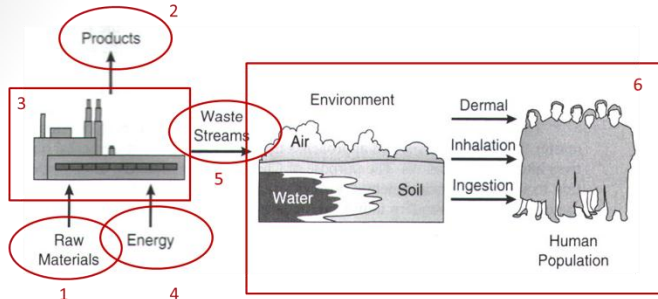 2
Products
3
6
Waste
Streams
5
Environment
Air
Water
Soil
Dermal
Inhalation
Ingestion
Human
Population
Raw
Materials
Energy
1
4